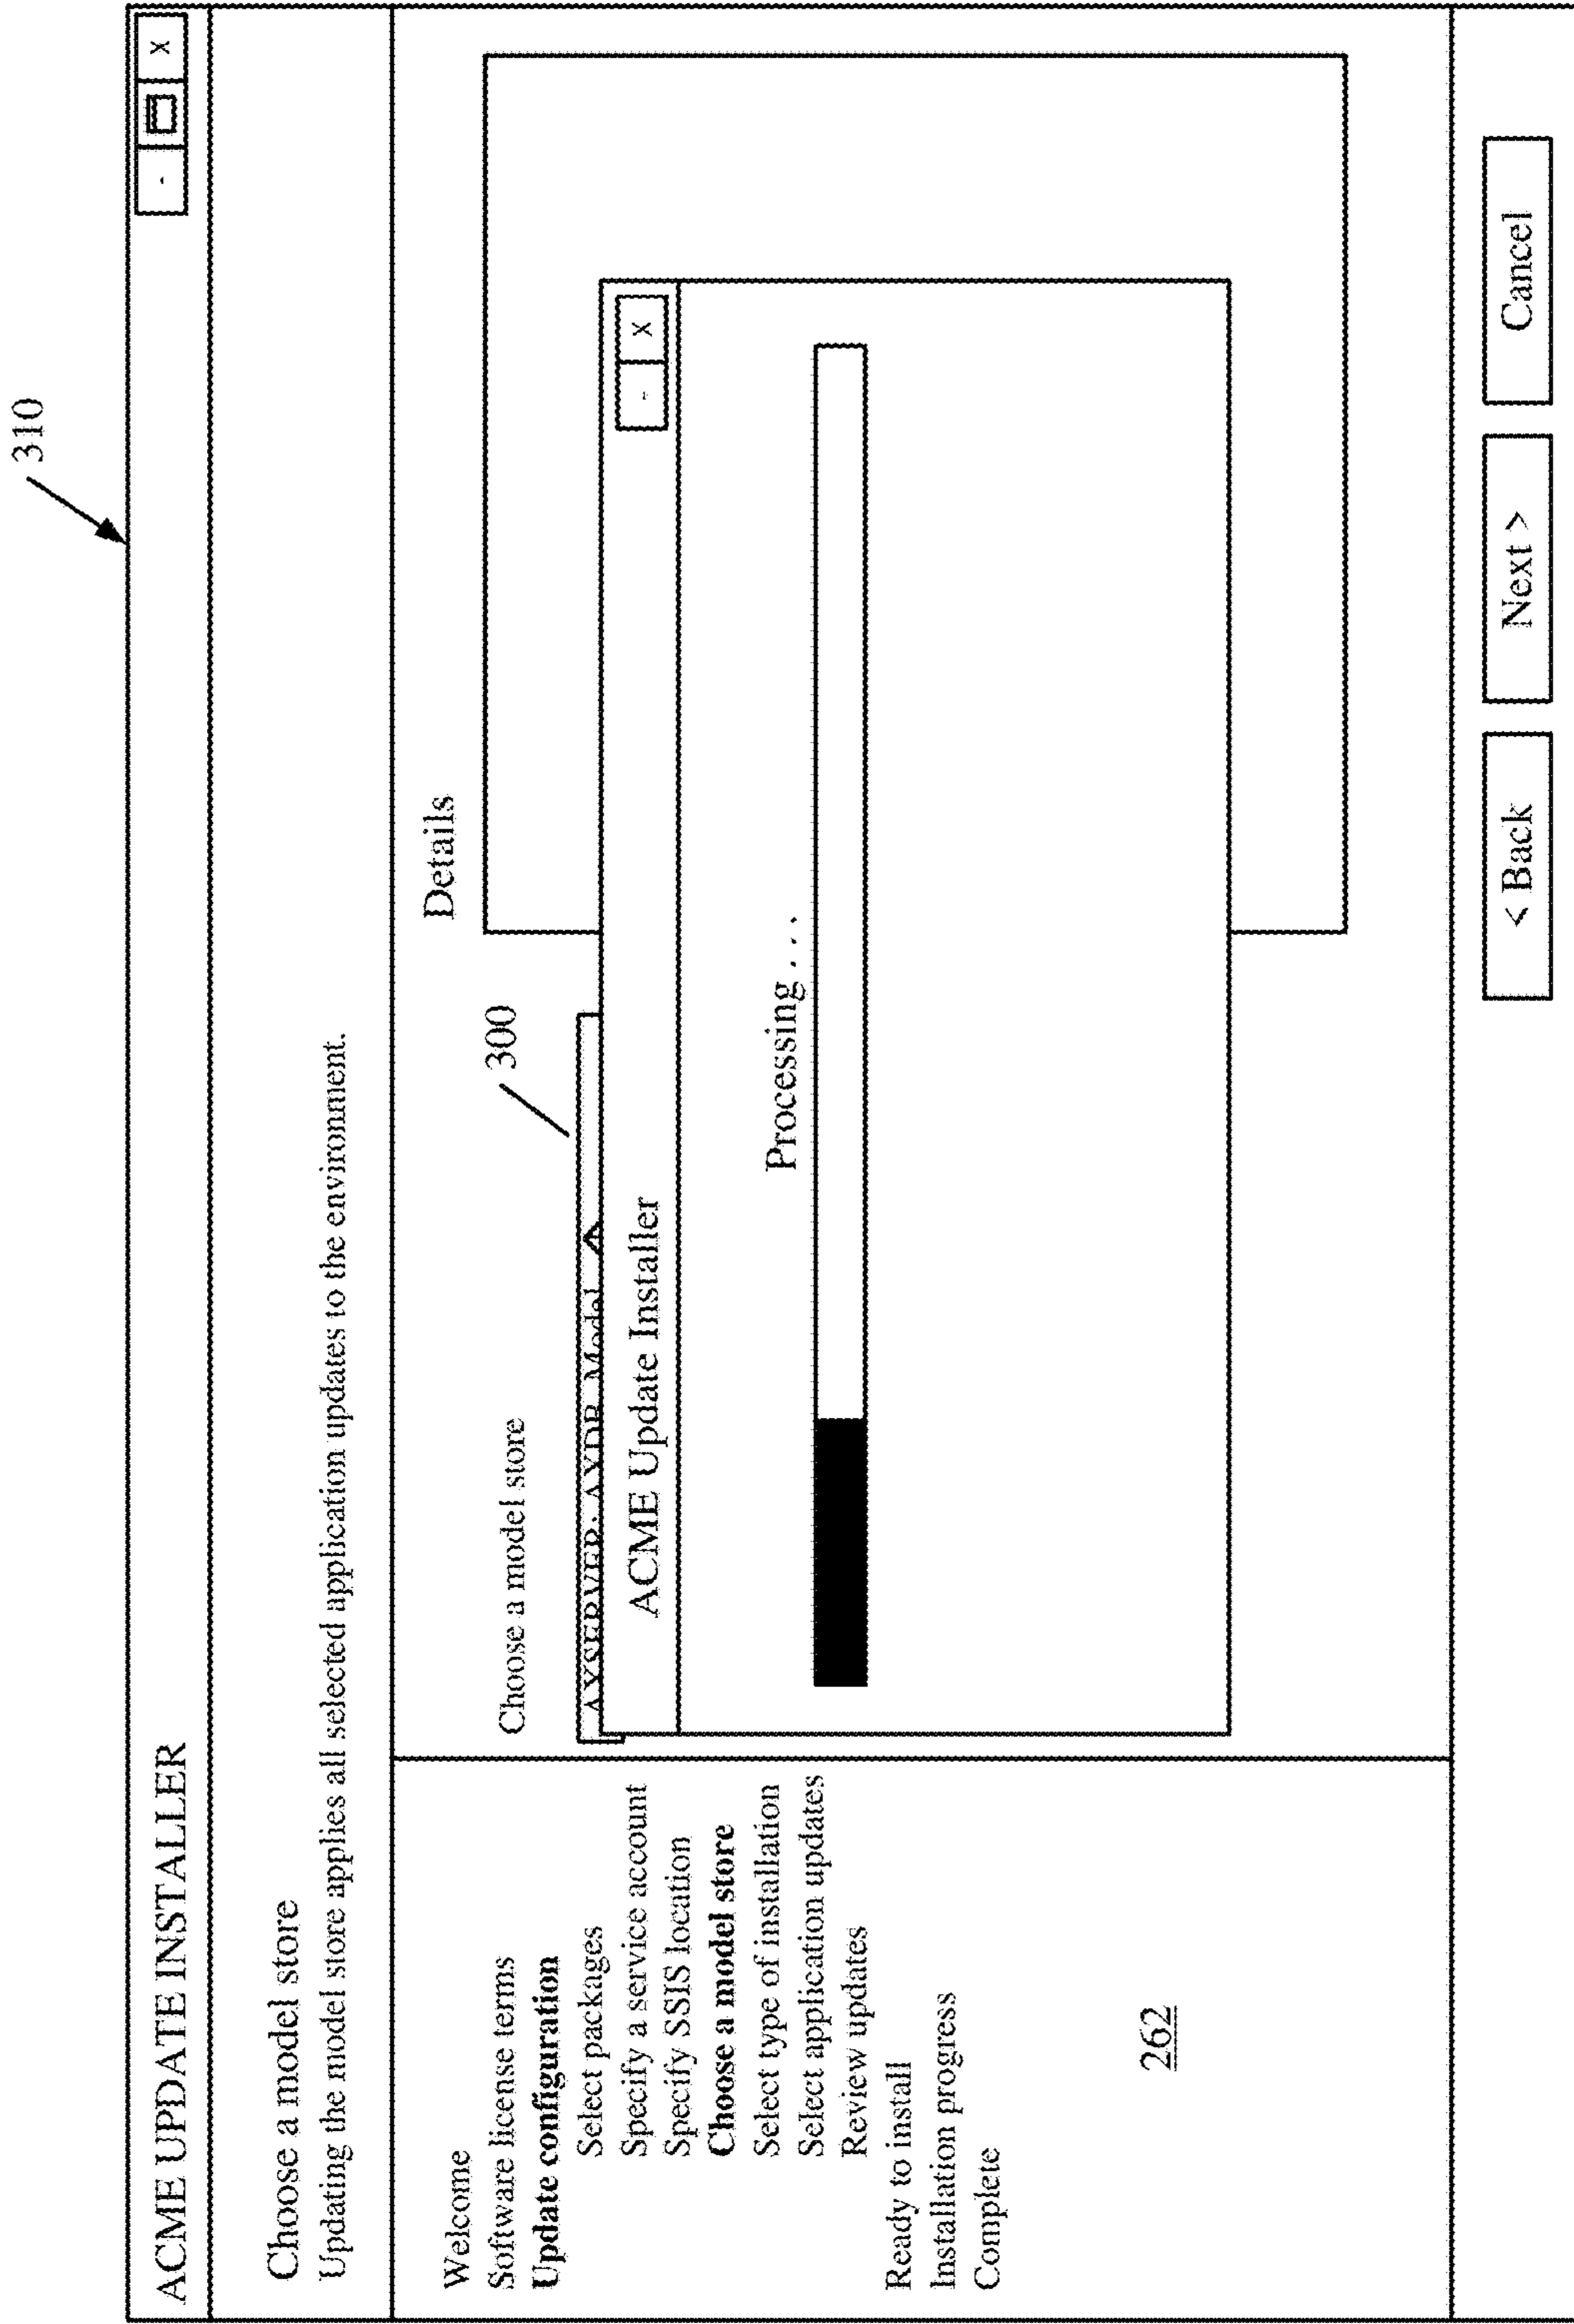 310
ACME UPDATE INSTALLER
- x
Choose a model store
Updating the model store applies all selected application updates to the environment.
Welcome
Software license terms
Update configuration
Select packages
Specify a service account
Specify SSIS location
Choose a model store
Select type of installation
Select application updates
Review updates
Ready to install
Installation progress
Complete
262
Choose a model store
Details
300
ACME Update Installer
- x
Processing . . .
< Back
Next >
Cancel